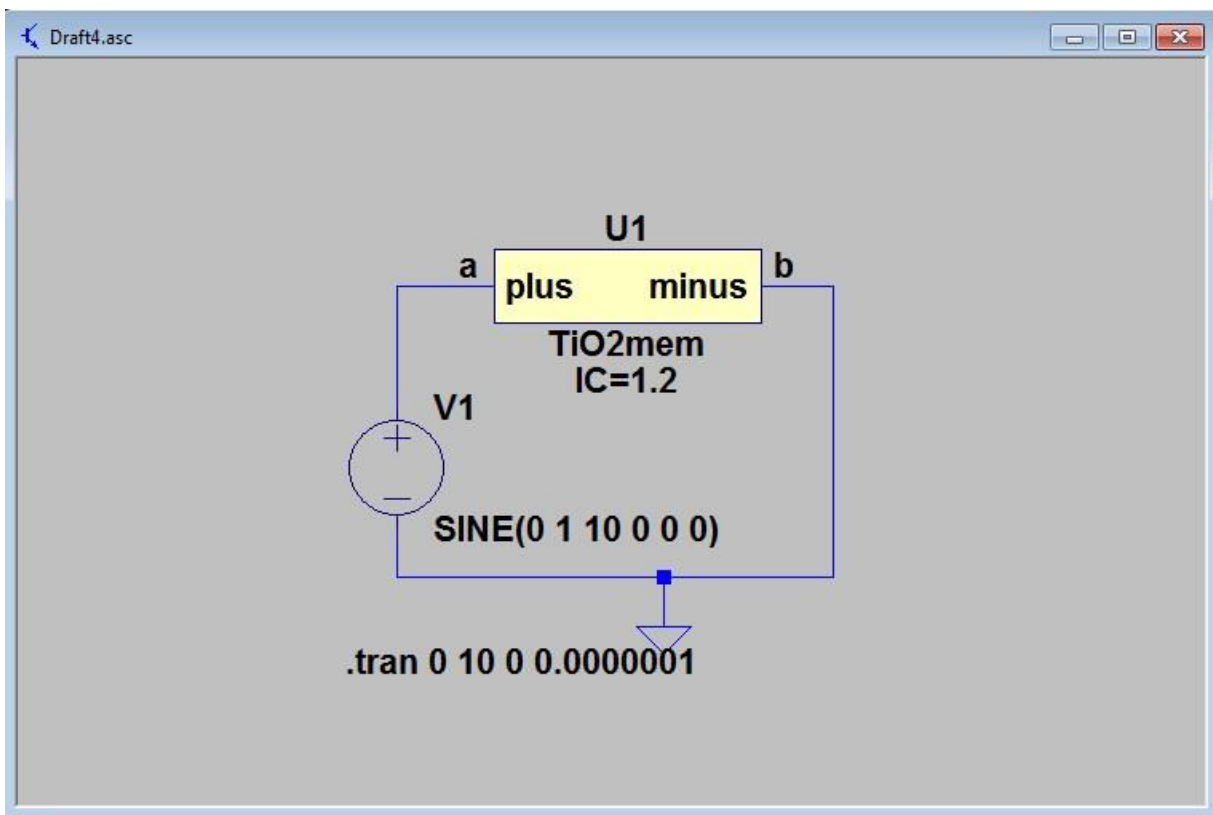 Draft4.asc
U1
a
plus minus
b
TiO2mem
IC=1.2
V1
SINE(0 1 10 0 0 0)
.tran 0 10 0 0.0000001